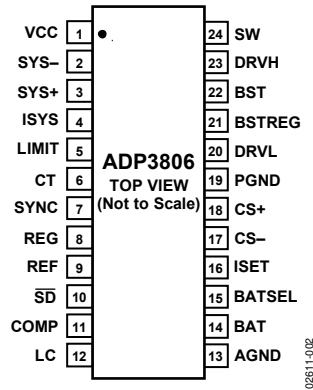 VCC 1 24 SW
SYS– 2 23 DRVH
SYS+ 3 22 BST
ISYS 4 21 BSTREG
LIMIT 5 20 DRVL
ADP3806
CT 6 19 PGND
TOP VIEW
SYNC 7 18 CS+
(Not to Scale)
REG 8 17 CS–
REF 9 16 ISET
S̅D̅ 10 15 BATSEL
COMP 11 14 BAT
LC 12 13 AGND
02611-002